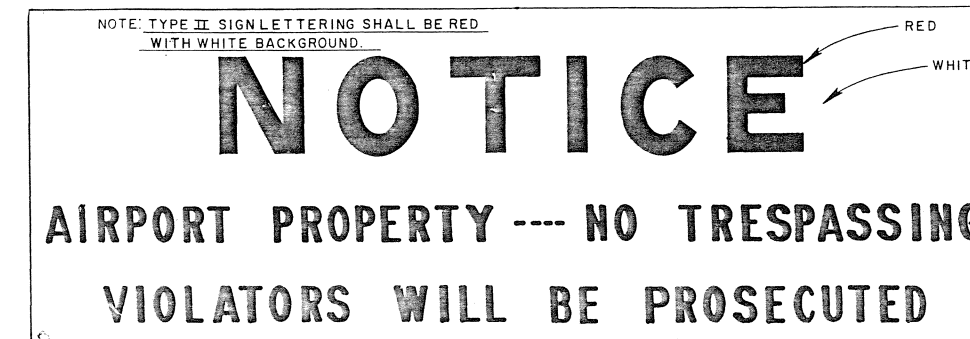 NOTE: TYPE II SIGN LETTERING SHALL BE RED
WITH WHITE BACKGROUND.
RED
WHIT
NOTICE
AIRPORT PROPERTY ---- NO TRESPASSING
VIOLATORS WILL BE PROSECUTED